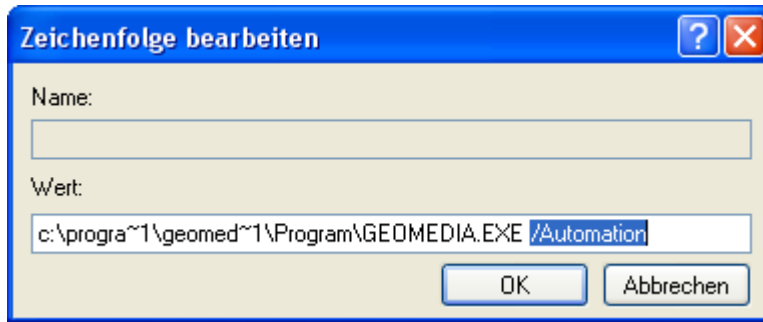 Zeichenfolge bearbeiten
Name:
Wert:
c:\progra~1\geomed~1\Program\GEOMEDIA.EXE /Automation
OK Abbrechen